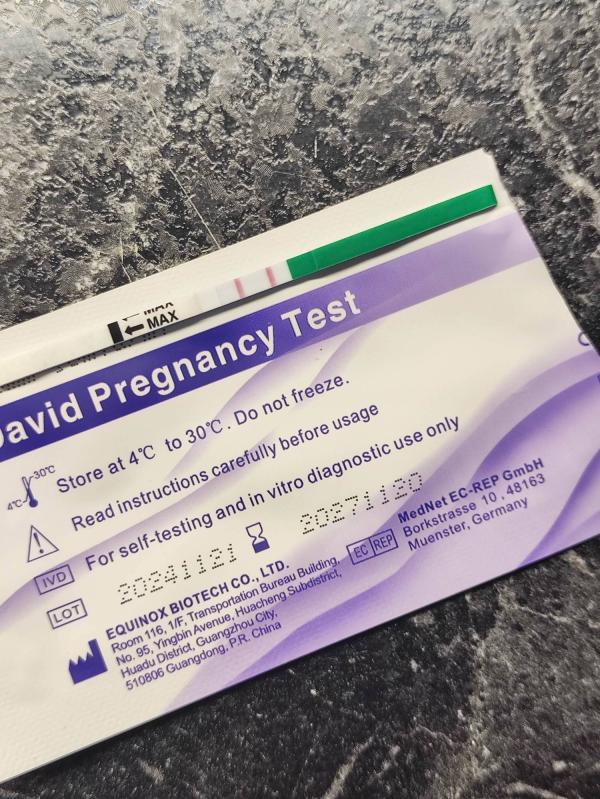 MAX
MAX
David Pregnancy Test
30°C
4°C
Store at 4°C to 30°C. Do not freeze.
Read instructions carefully before usage
For self-testing and in vitro diagnostic use only
IVD
LOT
20241121
20271120
EC REP
MedNet EC-REP GmbH
Borkstrasse 10, 48163
Muenster, Germany
EQUINOX BIOTECH CO., LTD.
Room 116, 1/F, Transportation Bureau Building,
No. 95, Yingbin Avenue, Huacheng Subdistrict,
Huadu District, Guangzhou City,
510806 Guangdong, P.R. China